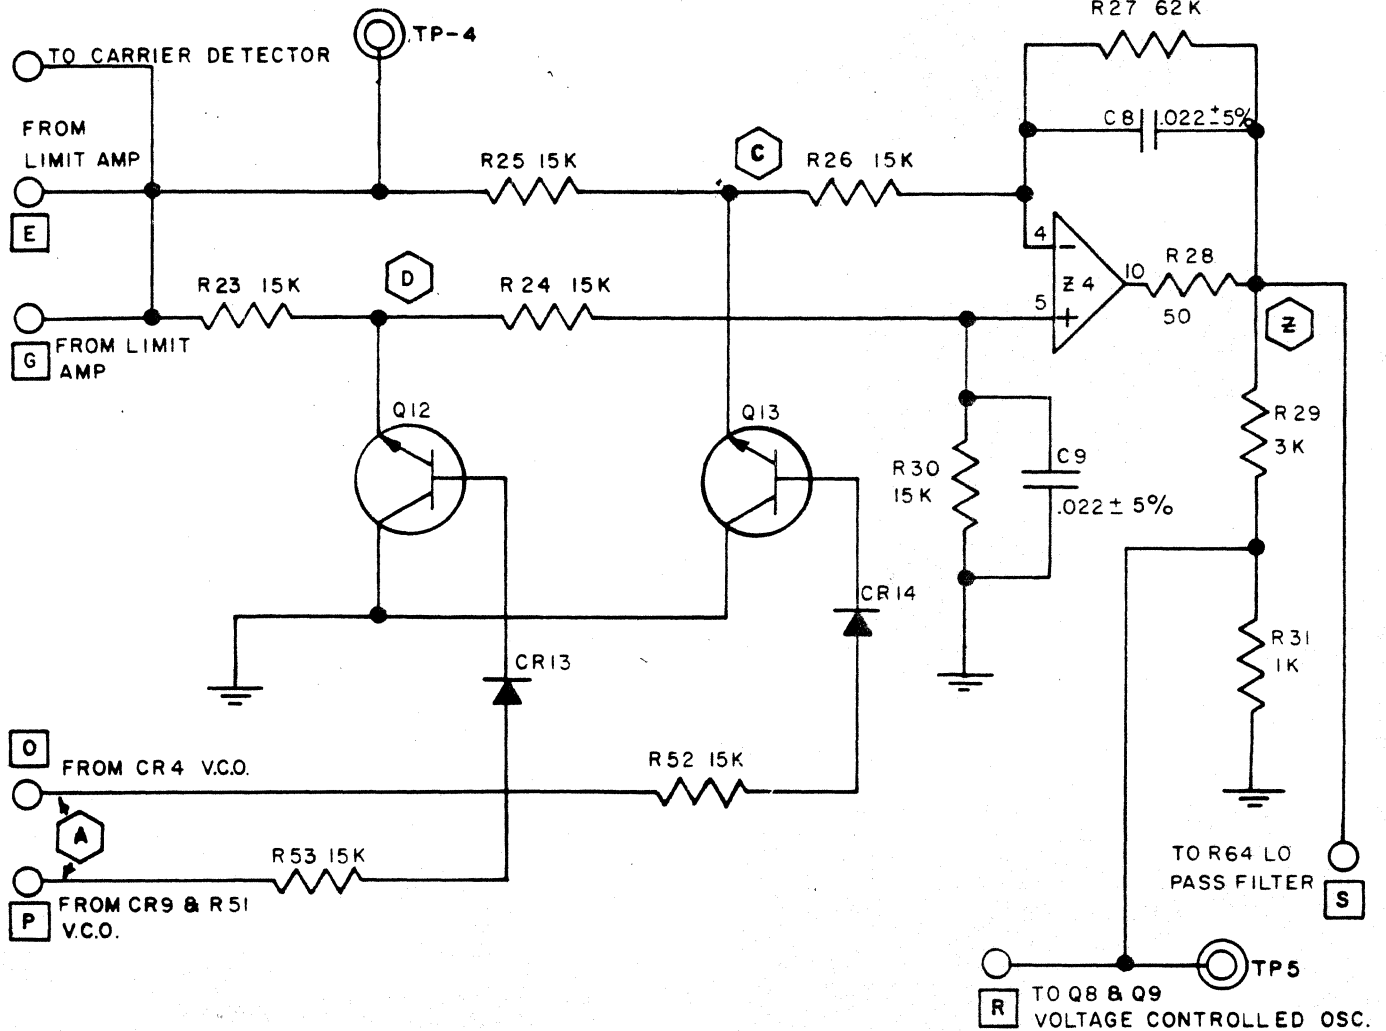 R27 62K
TP-4
TO CARRIER DETECTOR
C8 .022±5%
FROM
LIMIT AMP
E
R25 15K
C
R26 15K
4
-
R23 15K
D
R24 15K
Z4
10
R28
50
5
+
Z
G
FROM LIMIT
AMP
Q12
Q13
R29
3K
R30
15K
C9
.022±5%
CR14
R31
1K
CR13
O
FROM CR4 V.C.O.
R52 15K
A
R53 15K
P
FROM CR9 & R51
V.C.O.
TO R64 LO
PASS FILTER
S
TP5
R
TO Q8 & Q9
VOLTAGE CONTROLLED OSC.